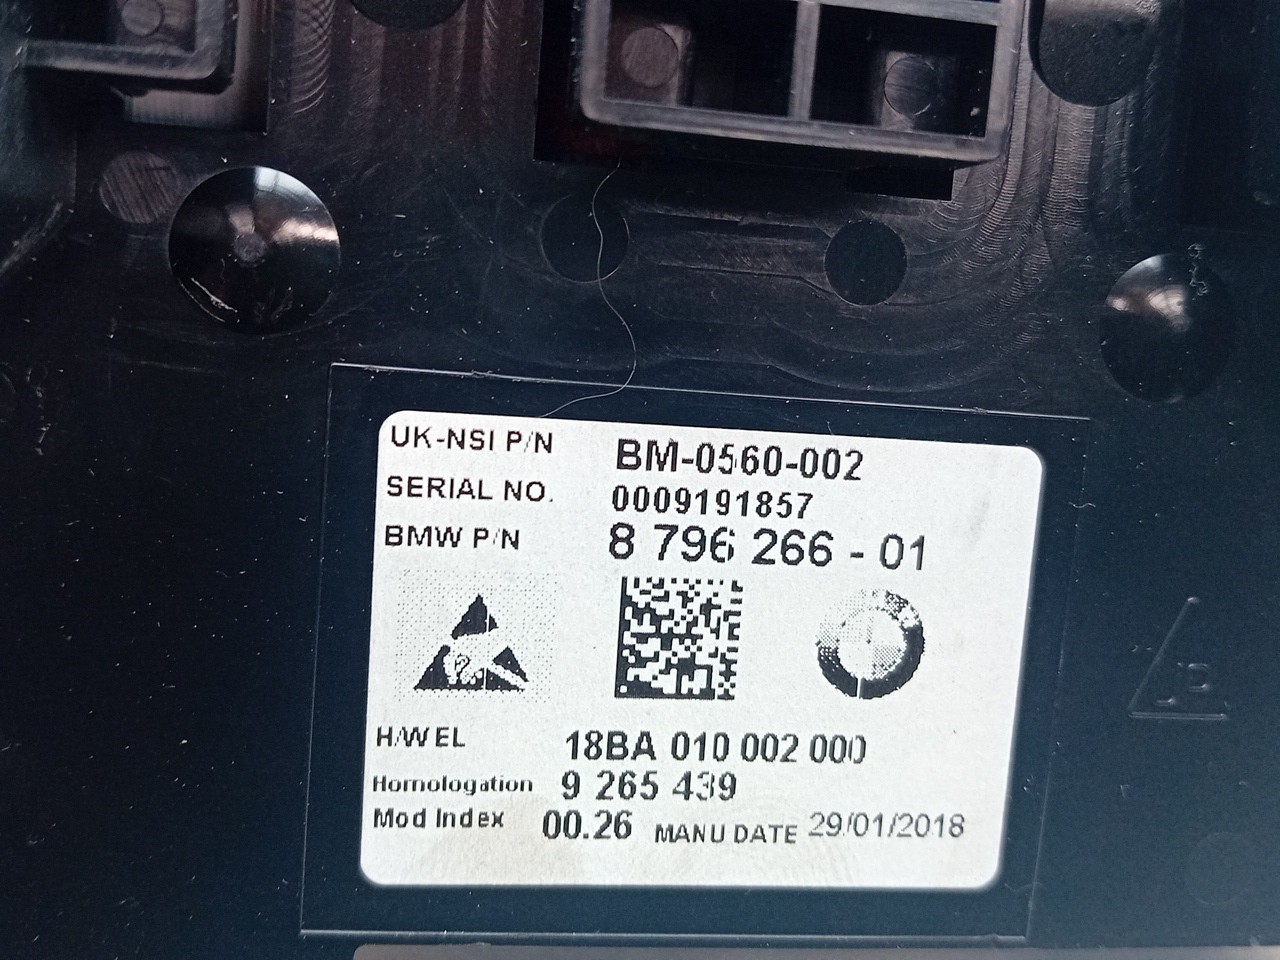 UK-NSI P/N BM-0560-002
SERIAL NO. 0009191857
BMW P/N 8 796 266 - 01
H/W EL 18BA 010 002 000
Homologation 9 265 439
Mod Index 00.26 MANU DATE 29/01/2018